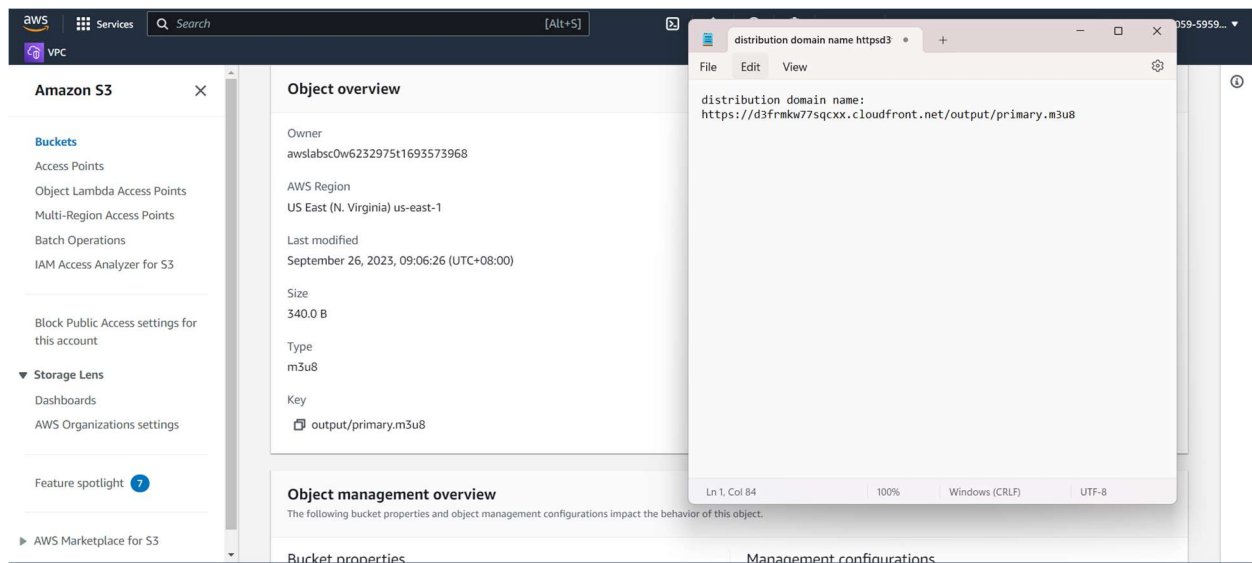 aws
Services
Search
[Alt+S]
059-5959...
VPC
Amazon S3
Buckets
Access Points
Object Lambda Access Points
Multi-Region Access Points
Batch Operations
IAM Access Analyzer for S3
Block Public Access settings for
this account
Storage Lens
Dashboards
AWS Organizations settings
Feature spotlight 7
AWS Marketplace for S3
Object overview
Owner
awslabsc0w6232975t1693573968
AWS Region
US East (N. Virginia) us-east-1
Last modified
September 26, 2023, 09:06:26 (UTC+08:00)
Size
340.0 B
Type
m3u8
Key
output/primary.m3u8
Object management overview
The following bucket properties and object management configurations impact the behavior of this object.
Bucket properties
Management configurations
distribution domain name httpsd3
File Edit View
distribution domain name:
https://d3frmkw77sqcxx.cloudfront.net/output/primary.m3u8
Ln 1, Col 84
100%
Windows (CRLF)
UTF-8